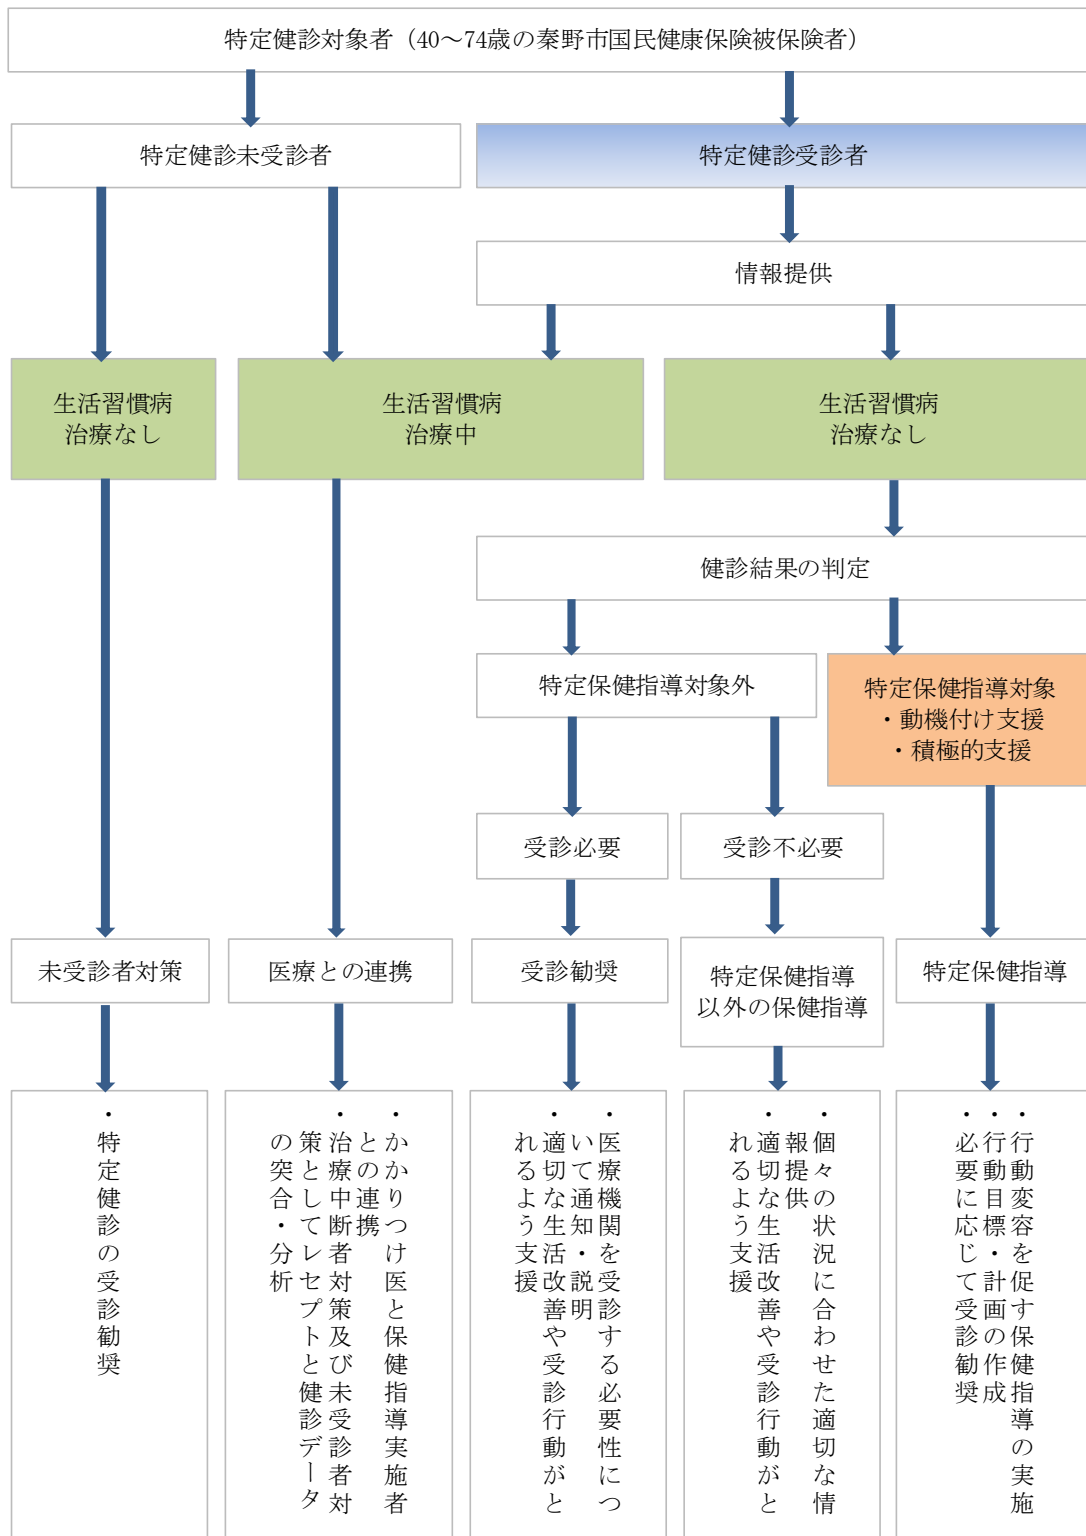 特定健診対象者（40～74歳の秦野市国民健康保険被保険者）
特定健診未受診者
特定健診受診者
情報提供
生活習慣病
治療なし
生活習慣病
治療中
生活習慣病
治療なし
健診結果の判定
特定保健指導対象外
特定保健指導対象
・動機付け支援
・積極的支援
受診必要
受診不必要
未受診者対策
医療との連携
受診勧奨
特定保健指導
以外の保健指導
特定保健指導
・特定健診の受診勧奨
・かかりつけ医と保健指導実施者
との連携
・治療中断者対策及び未受診者対
策としてレセプトと健診データ
の突合・分析
・医療機関を受診する必要性につ
いて通知・説明
・適切な生活改善や受診行動がと
れるよう支援
・個々の状況に合わせた適切な情
報提供
・適切な生活改善や受診行動がと
れるよう支援
・行動変容を促す保健指導の実施
・行動目標・計画の作成
・必要に応じて受診勧奨